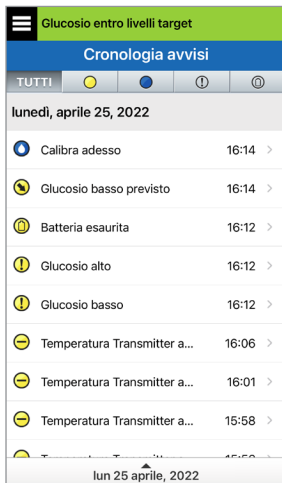 Glucosio entro livelli target
Cronologia avvisi
TUTTI
lunedì, aprile 25, 2022
Calibra adesso 16:14
Glucosio basso previsto 16:14
Batteria esaurita 16:12
Glucosio alto 16:12
Glucosio basso 16:12
Temperatura Transmitter a... 16:06
Temperatura Transmitter a... 16:01
Temperatura Transmitter a... 15:58
lun 25 aprile, 2022